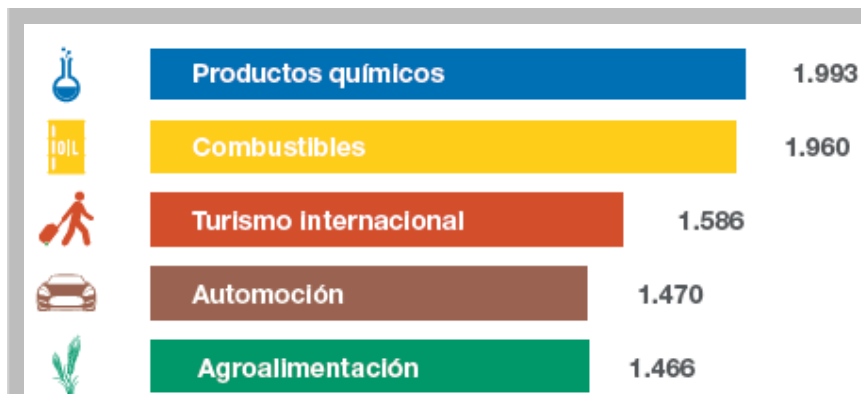 Productos químicos 1.993
OIL
Combustibles 1.960
Turismo internacional 1.586
Automoción 1.470
Agroalimentación 1.466